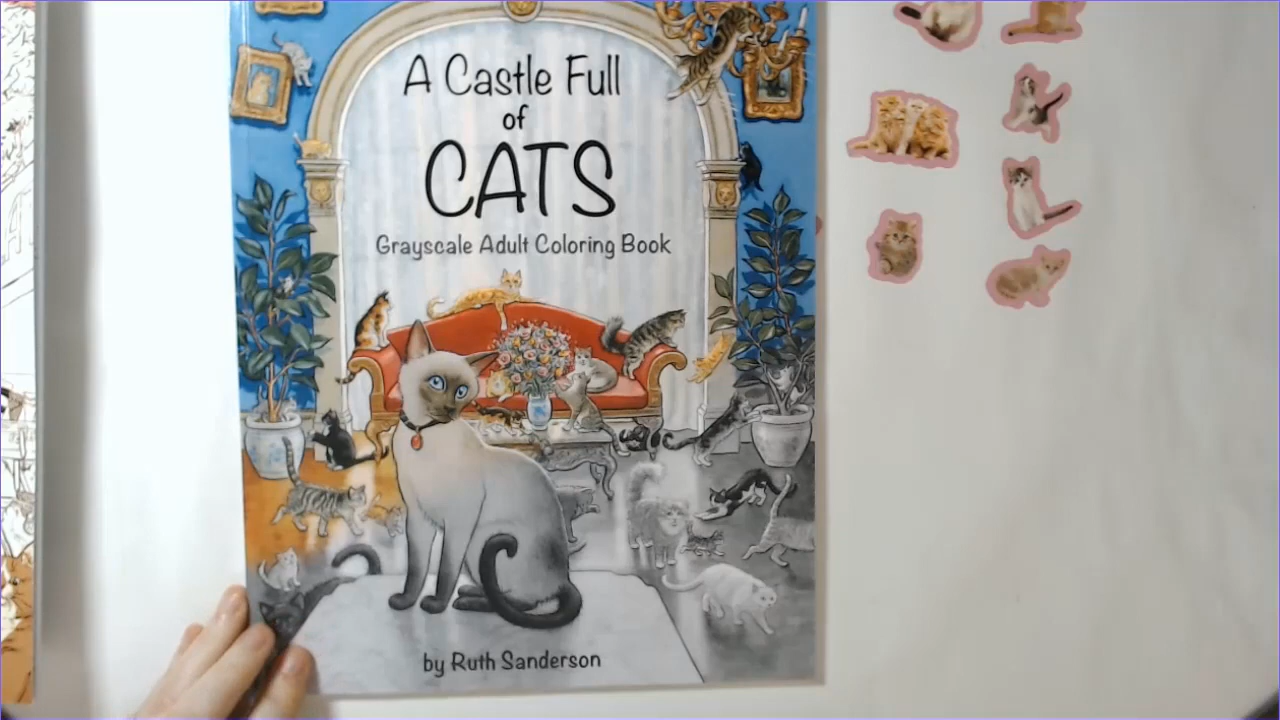 A Castle Full
of
CATS
Grayscale Adult Coloring Book
by Ruth Sanderson